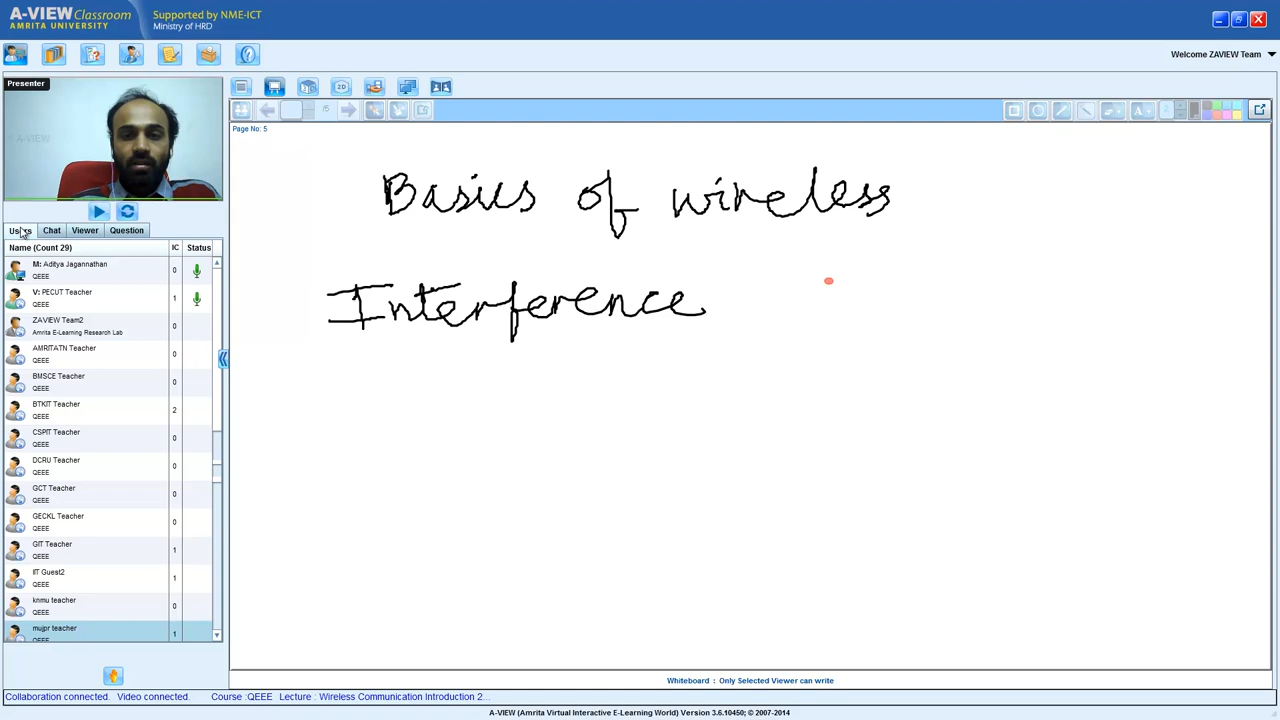 A-VIEW Classroom
AMRITA UNIVERSITY
Supported by NME-ICT
Ministry of HRD
Welcome ZAVIEW Team
Presenter
A-VIEW
2D
/5
A
2
Page No: 5
Basics of wireless
Interference
Users Chat Viewer Question
Name (Count 29) IC Status
M: Aditya Jagannathan 0
QEEE
V: PECUT Teacher 1
QEEE
ZAVIEW Team2 0
Amrita E-Learning Research Lab
AMRITATN Teacher 0
QEEE
BMSCE Teacher 0
QEEE
BTKIT Teacher 2
QEEE
CSPIT Teacher 0
QEEE
DCRU Teacher 0
QEEE
GCT Teacher 0
QEEE
GECKL Teacher 0
QEEE
GIT Teacher 1
QEEE
IIT Guest2 1
QEEE
knmu teacher 0
QEEE
mujpr teacher 1
QEEE
Whiteboard : Only Selected Viewer can write
Collaboration connected. Video connected. Course :QEEE Lecture : Wireless Communication Introduction 2...
A-VIEW (Amrita Virtual Interactive E-Learning World) Version 3.6.10450; © 2007-2014